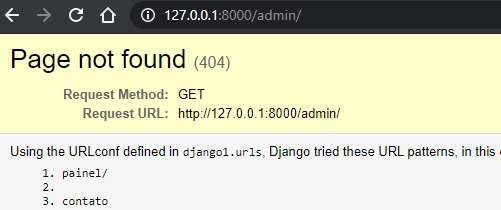 127.0.0.1:8000/admin/
Page not found (404)
Request Method: GET
Request URL: http://127.0.0.1:8000/admin/
Using the URLconf defined in django1.urls, Django tried these URL patterns, in this
1. painel/
2.
3. contato